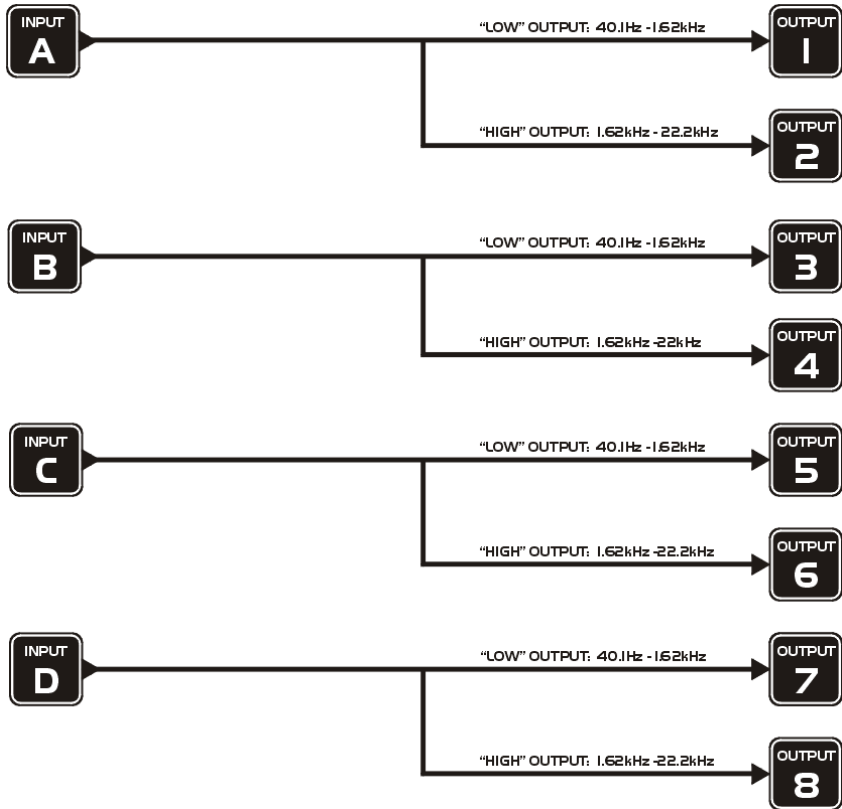 INPUT
A
"LOW" OUTPUT: 40.1Hz -1.62kHz
OUTPUT
1
"HIGH" OUTPUT: 1.62kHz - 22.2kHz
OUTPUT
2
INPUT
B
"LOW" OUTPUT: 40.1Hz -1.62kHz
OUTPUT
3
"HIGH" OUTPUT: 1.62kHz -22kHz
OUTPUT
4
INPUT
C
"LOW" OUTPUT: 40.1Hz -1.62kHz
OUTPUT
5
"HIGH" OUTPUT: 1.62kHz -22.2kHz
OUTPUT
6
INPUT
D
"LOW" OUTPUT: 40.1Hz -1.62kHz
OUTPUT
7
"HIGH" OUTPUT: 1.62kHz -22.2kHz
OUTPUT
8